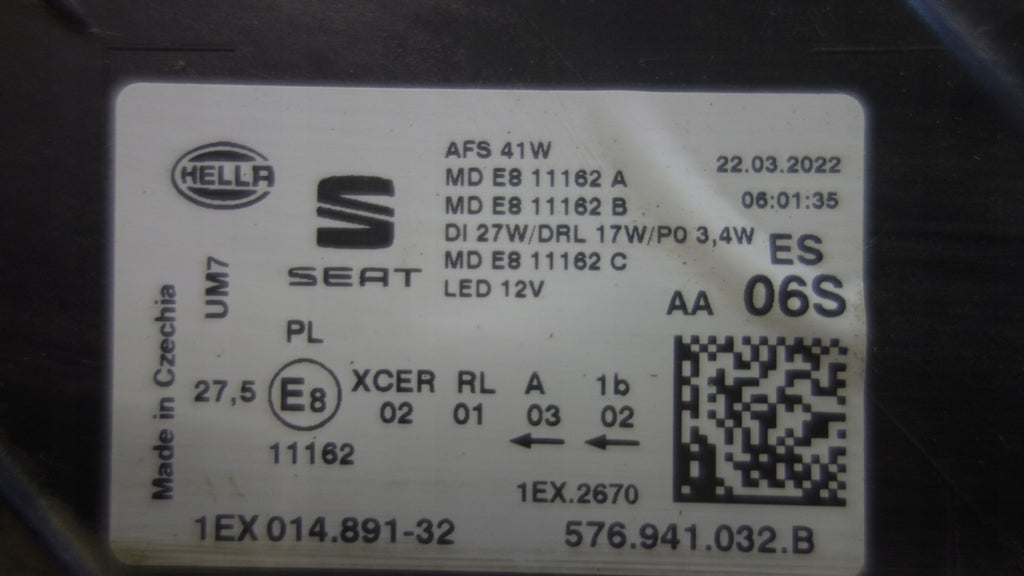 HELLA
SEAT
AFS 41W
MD E8 11162 A
MD E8 11162 B
DI 27W/DRL 17W/PO 3,4W
MD E8 11162 C
LED 12V
22.03.2022
06:01:35
ES
AA 06S
Made in Czechia
UM7
PL
27,5 E8 XCER RL A 1b
02 01 03 02
11162
1EX.2670
1EX 014.891-32
576.941.032.B